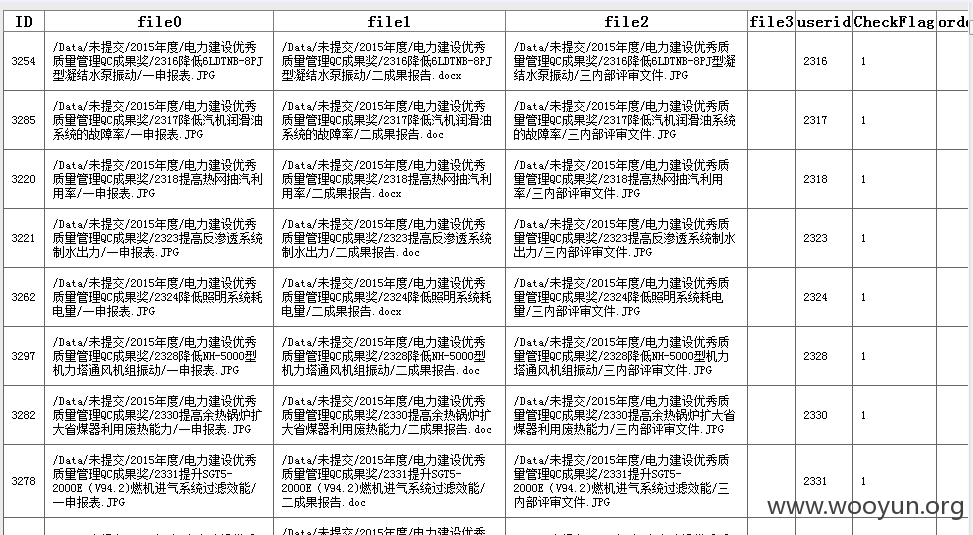 ID file0 file1 file2 file3 userid CheckFlag
3254
/Data/未提交/2015年度/电力建设优秀
质量管理QC成果奖/2316降低6LDTNB-8PJ
型凝结水泵振动/一申报表.JPG
/Data/未提交/2015年度/电力建设优秀
质量管理QC成果奖/2316降低6LDTNB-8PJ
型凝结水泵振动/二成果报告.docx
/Data/未提交/2015年度/电力建设优秀质
量管理QC成果奖/2316降低6LDTNB-8PJ型凝
结水泵振动/三内部评审文件.JPG
2316 1
3285
/Data/未提交/2015年度/电力建设优秀
质量管理QC成果奖/2317降低汽机润滑油
系统的故障率/一申报表.JPG
/Data/未提交/2015年度/电力建设优秀
质量管理QC成果奖/2317降低汽机润滑油
系统的故障率/二成果报告.doc
/Data/未提交/2015年度/电力建设优秀质
量管理QC成果奖/2317降低汽机润滑油系统
的故障率/三内部评审文件.JPG
2317 1
3220
/Data/未提交/2015年度/电力建设优秀
质量管理QC成果奖/2318提高热网抽汽利
用率/一申报表.JPG
/Data/未提交/2015年度/电力建设优秀
质量管理QC成果奖/2318提高热网抽汽利
用率/二成果报告.docx
/Data/未提交/2015年度/电力建设优秀质
量管理QC成果奖/2318提高热网抽汽利用
率/三内部评审文件.JPG
2318 1
3221
/Data/未提交/2015年度/电力建设优秀
质量管理QC成果奖/2323提高反渗透系统
制水出力/一申报表.JPG
/Data/未提交/2015年度/电力建设优秀
质量管理QC成果奖/2323提高反渗透系统
制水出力/二成果报告.doc
/Data/未提交/2015年度/电力建设优秀质
量管理QC成果奖/2323提高反渗透系统制水
出力/三内部评审文件.JPG
2323 1
3262
/Data/未提交/2015年度/电力建设优秀
质量管理QC成果奖/2324降低照明系统耗
电量/一申报表.JPG
/Data/未提交/2015年度/电力建设优秀
质量管理QC成果奖/2324降低照明系统耗
电量/二成果报告.docx
/Data/未提交/2015年度/电力建设优秀质
量管理QC成果奖/2324降低照明系统耗电
量/三内部评审文件.JPG
2324 1
3297
/Data/未提交/2015年度/电力建设优秀
质量管理QC成果奖/2328降低NH-5000型
机力塔通风机组振动/一申报表.JPG
/Data/未提交/2015年度/电力建设优秀
质量管理QC成果奖/2328降低NH-5000型
机力塔通风机组振动/二成果报告.doc
/Data/未提交/2015年度/电力建设优秀质
量管理QC成果奖/2328降低NH-5000型机力
塔通风机组振动/三内部评审文件.JPG
2328 1
3282
/Data/未提交/2015年度/电力建设优秀
质量管理QC成果奖/2330提高余热锅炉扩
大省煤器利用废热能力/一申报表.JPG
/Data/未提交/2015年度/电力建设优秀
质量管理QC成果奖/2330提高余热锅炉扩
大省煤器利用废热能力/二成果报告.doc
/Data/未提交/2015年度/电力建设优秀质
量管理QC成果奖/2330提高余热锅炉扩大省
煤器利用废热能力/三内部评审文件.JPG
2330 1
3278
/Data/未提交/2015年度/电力建设优秀
质量管理QC成果奖/2331提升SGT5-
2000E（V94.2)燃机进气系统过滤效能/
一申报表.JPG
/Data/未提交/2015年度/电力建设优秀
质量管理QC成果奖/2331提升SGT5-
2000E（V94.2)燃机进气系统过滤效能/
二成果报告.doc
/Data/未提交/2015年度/电力建设优秀质
量管理QC成果奖/2331提升SGT5-
2000E（V94.2)燃机进气系统过滤效能/三
内部评审文件.JPG
2331 1
www.wooyun.org